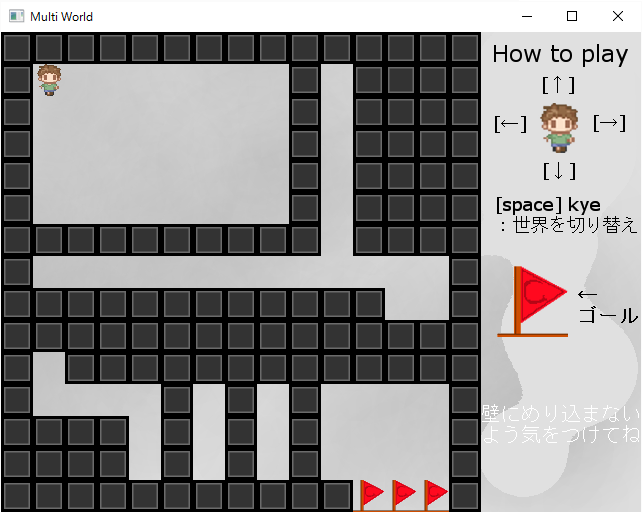 Multi World
How to play
[↑]
[←]
[→]
[↓]
[space] kye
：世界を切り替え
←
ゴール
壁にめり込まない
よう気をつけてね